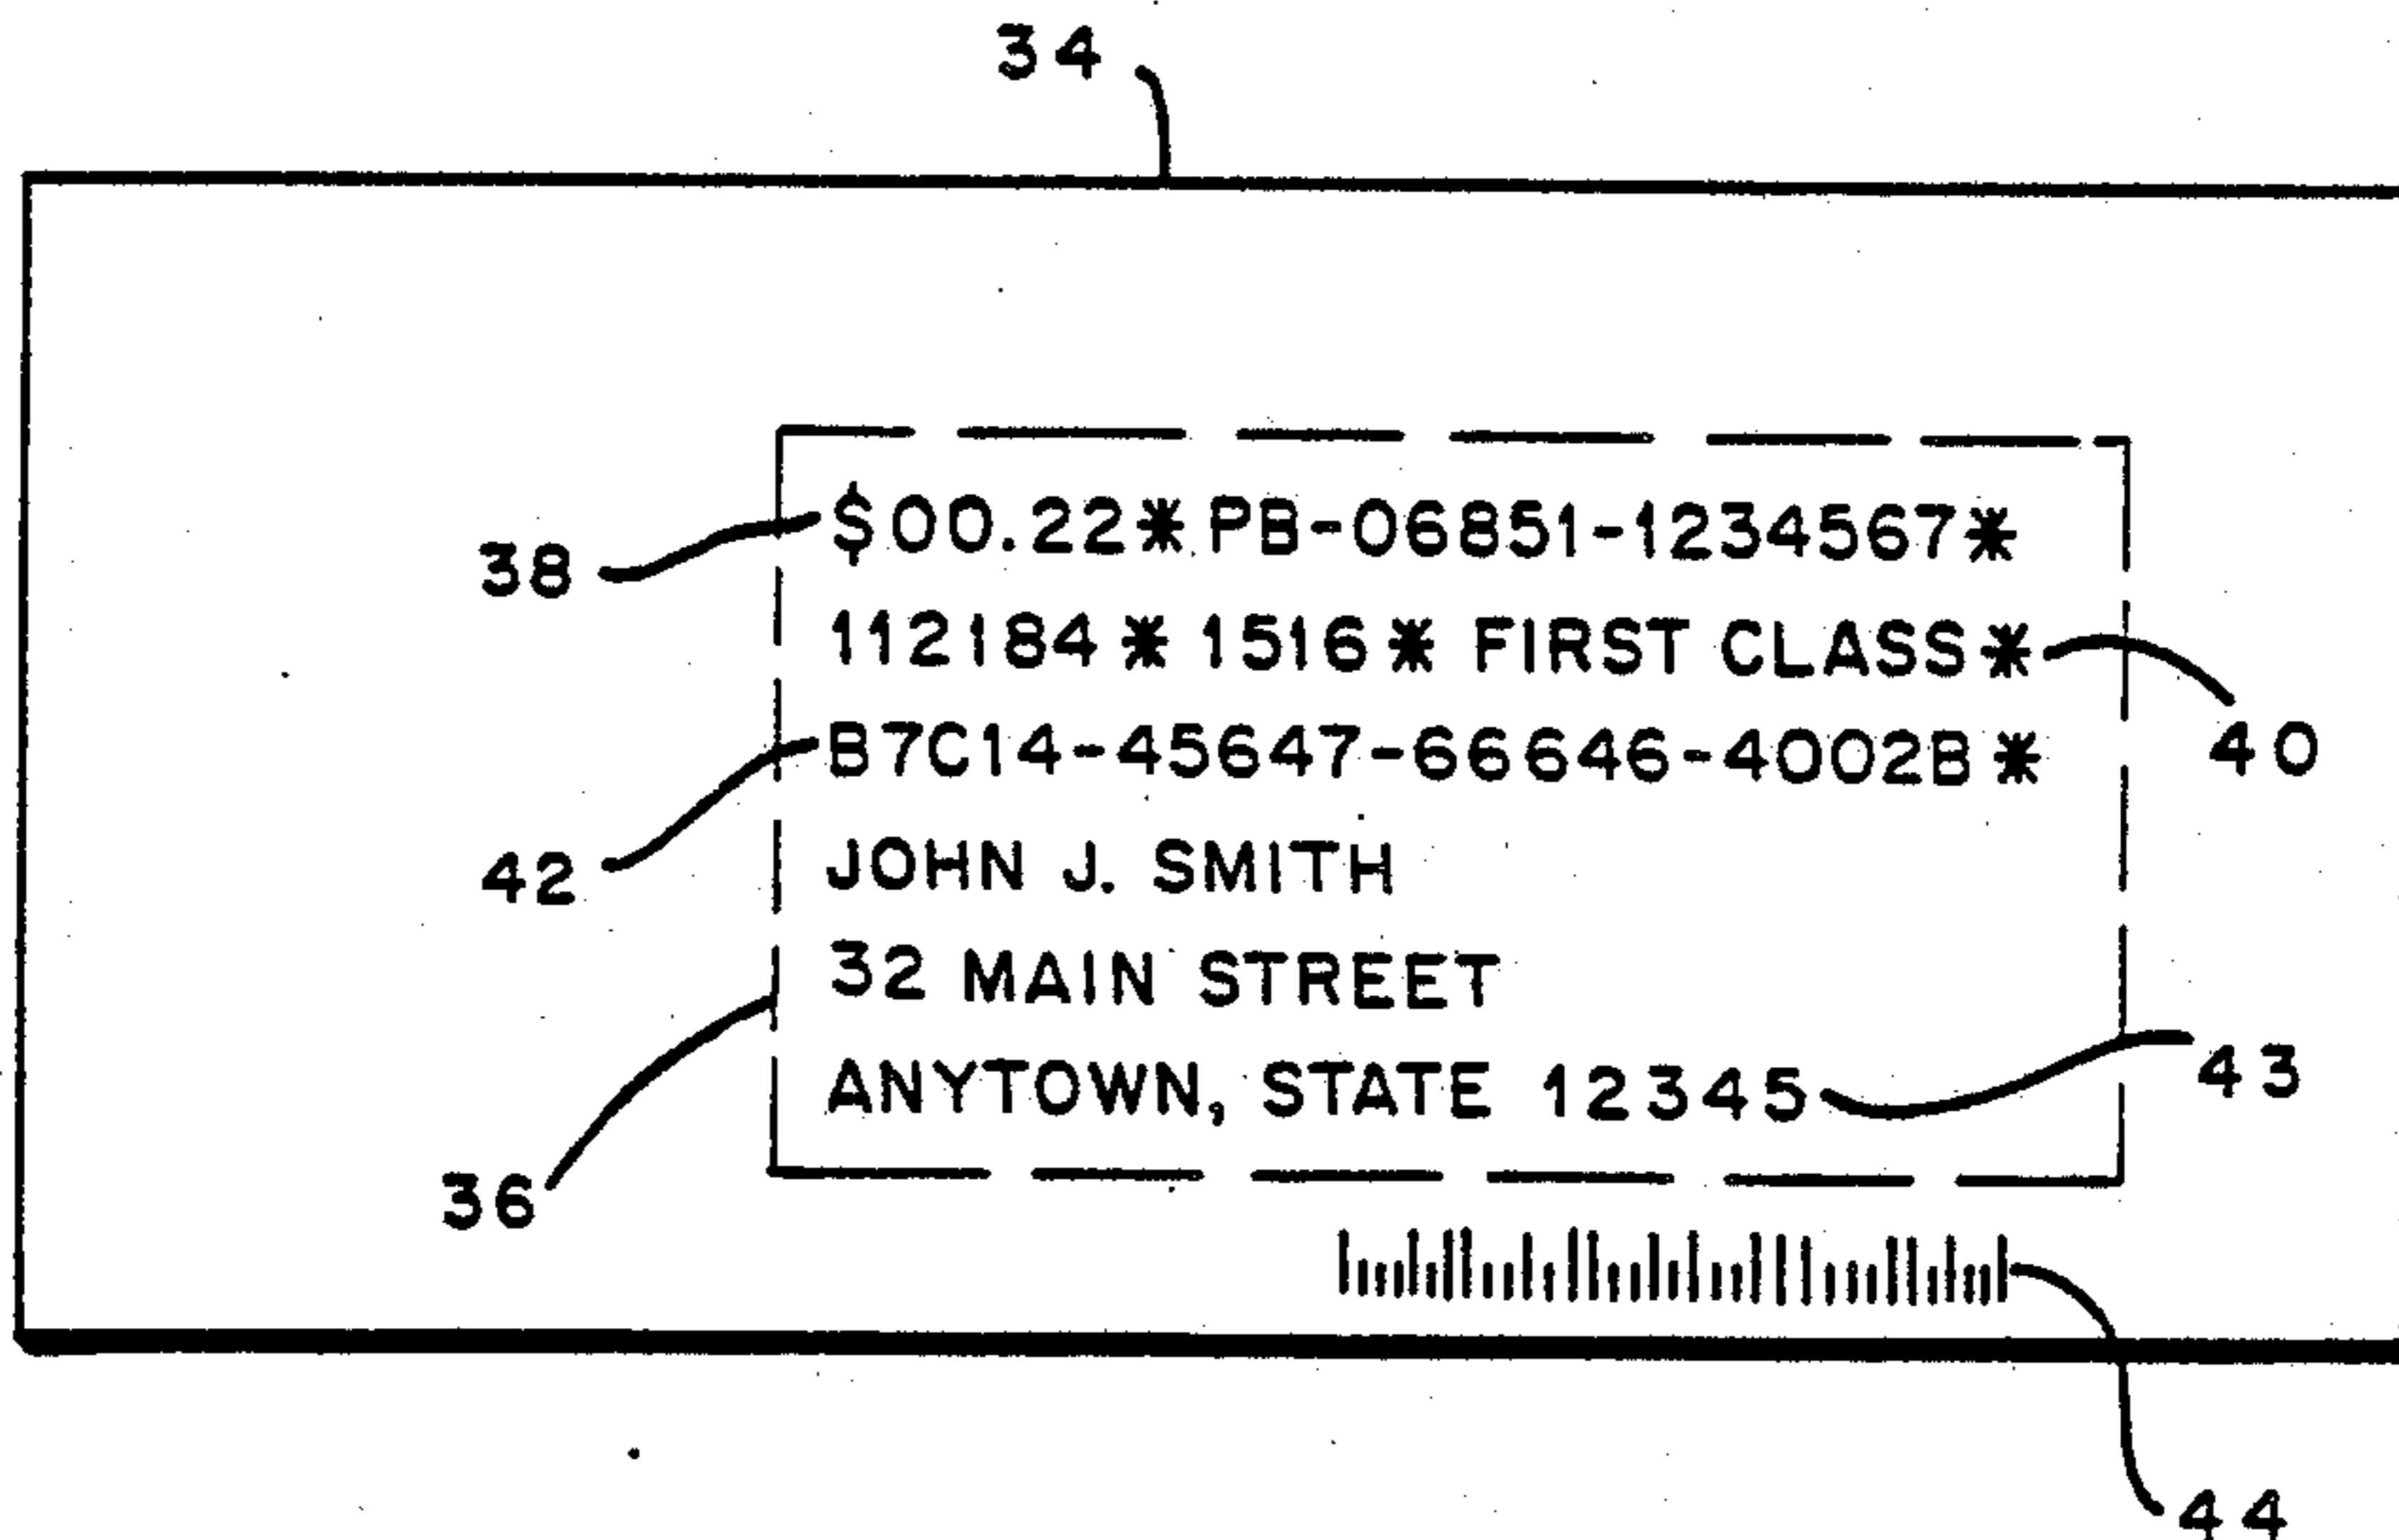 34
$00.22*PB-06851-1234567*
38
112184*1516* FIRST CLASS*
40
B7C14-45647-66646-4002B*
42
JOHN J. SMITH
32 MAIN STREET
ANYTOWN, STATE 12345
43
36
44